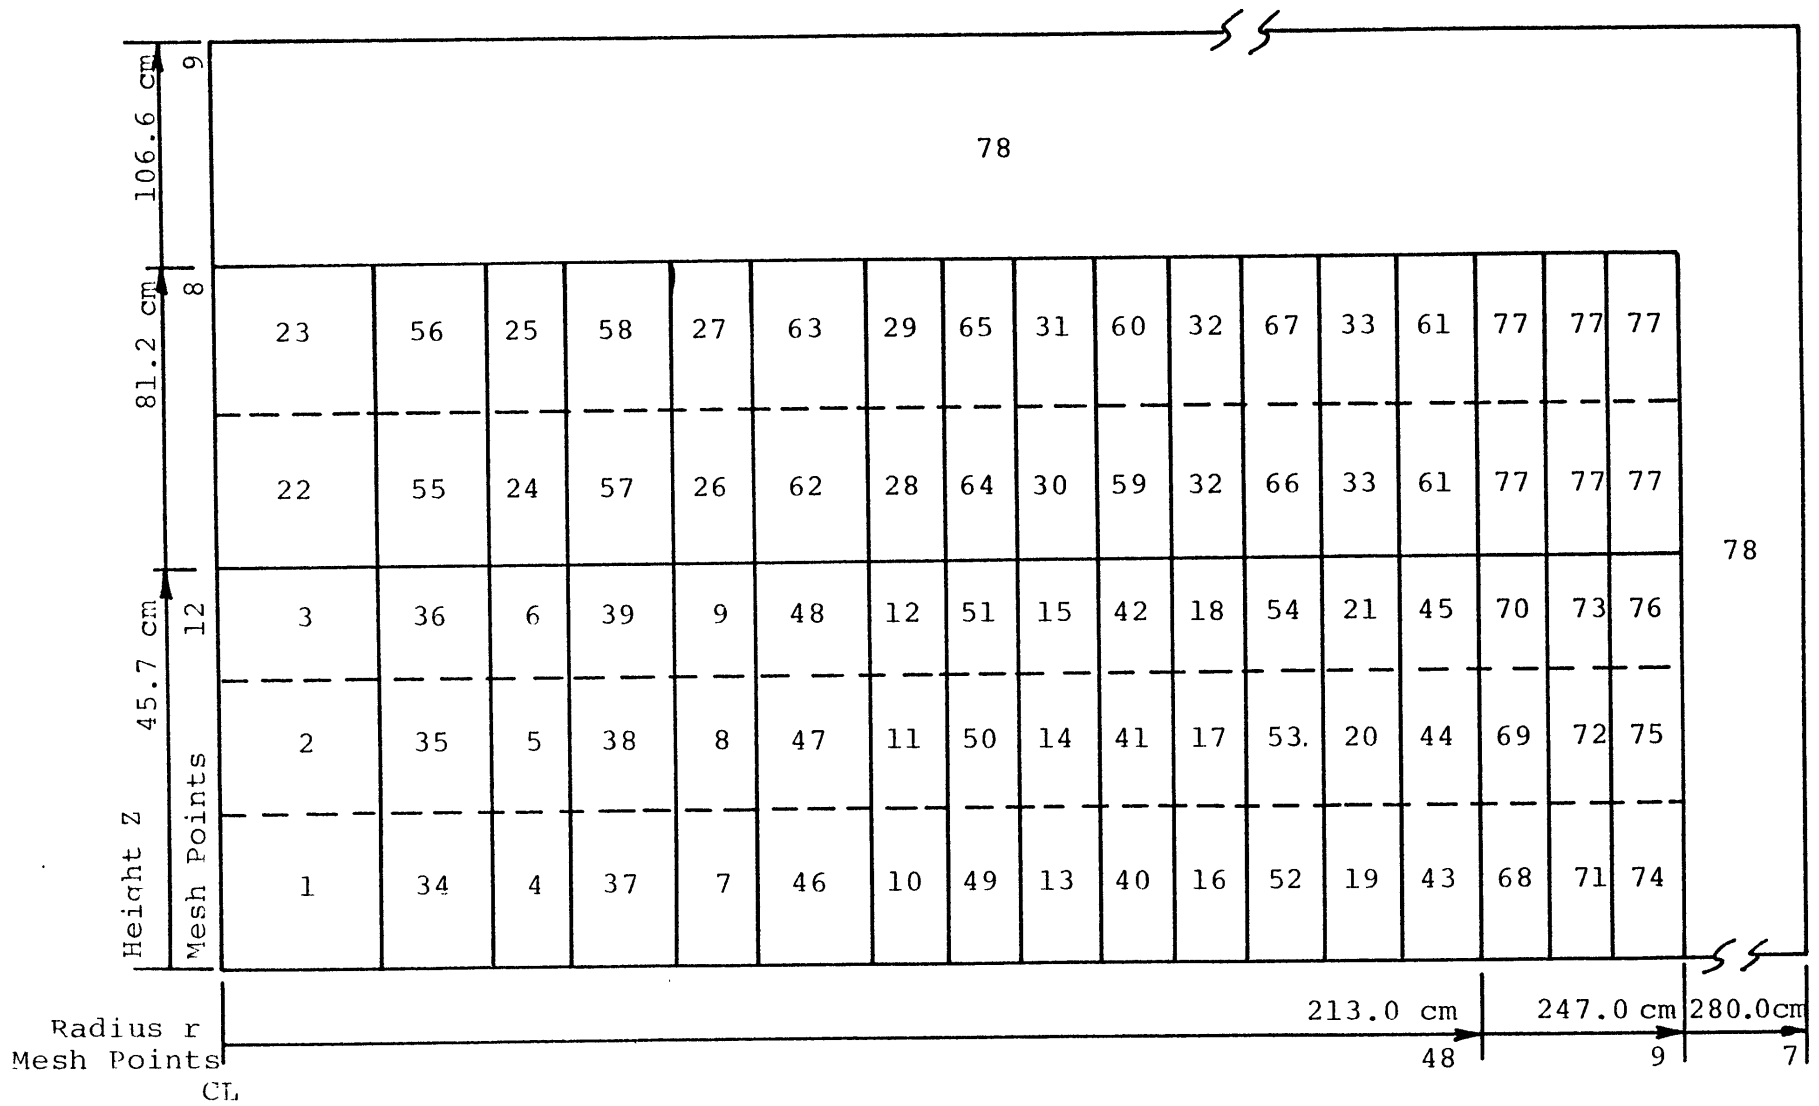 106.6 cm
9
78
81.2 cm
8
23 56 25 58 27 63 29 65 31 60 32 67 33 61 77 77 77
22 55 24 57 26 62 28 64 30 59 32 66 33 61 77 77 77
78
45.7 cm
12
3 36 6 39 9 48 12 51 15 42 18 54 21 45 70 73 76
2 35 5 38 8 47 11 50 14 41 17 53. 20 44 69 72 75
Height Z
Mesh Points
1 34 4 37 7 46 10 49 13 40 16 52 19 43 68 71 74
213.0 cm 247.0 cm 280.0cm
Radius r
Mesh Points 48 9 7
CL